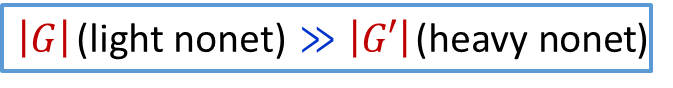 |G| (light nonet) ≫ |G′| (heavy nonet)